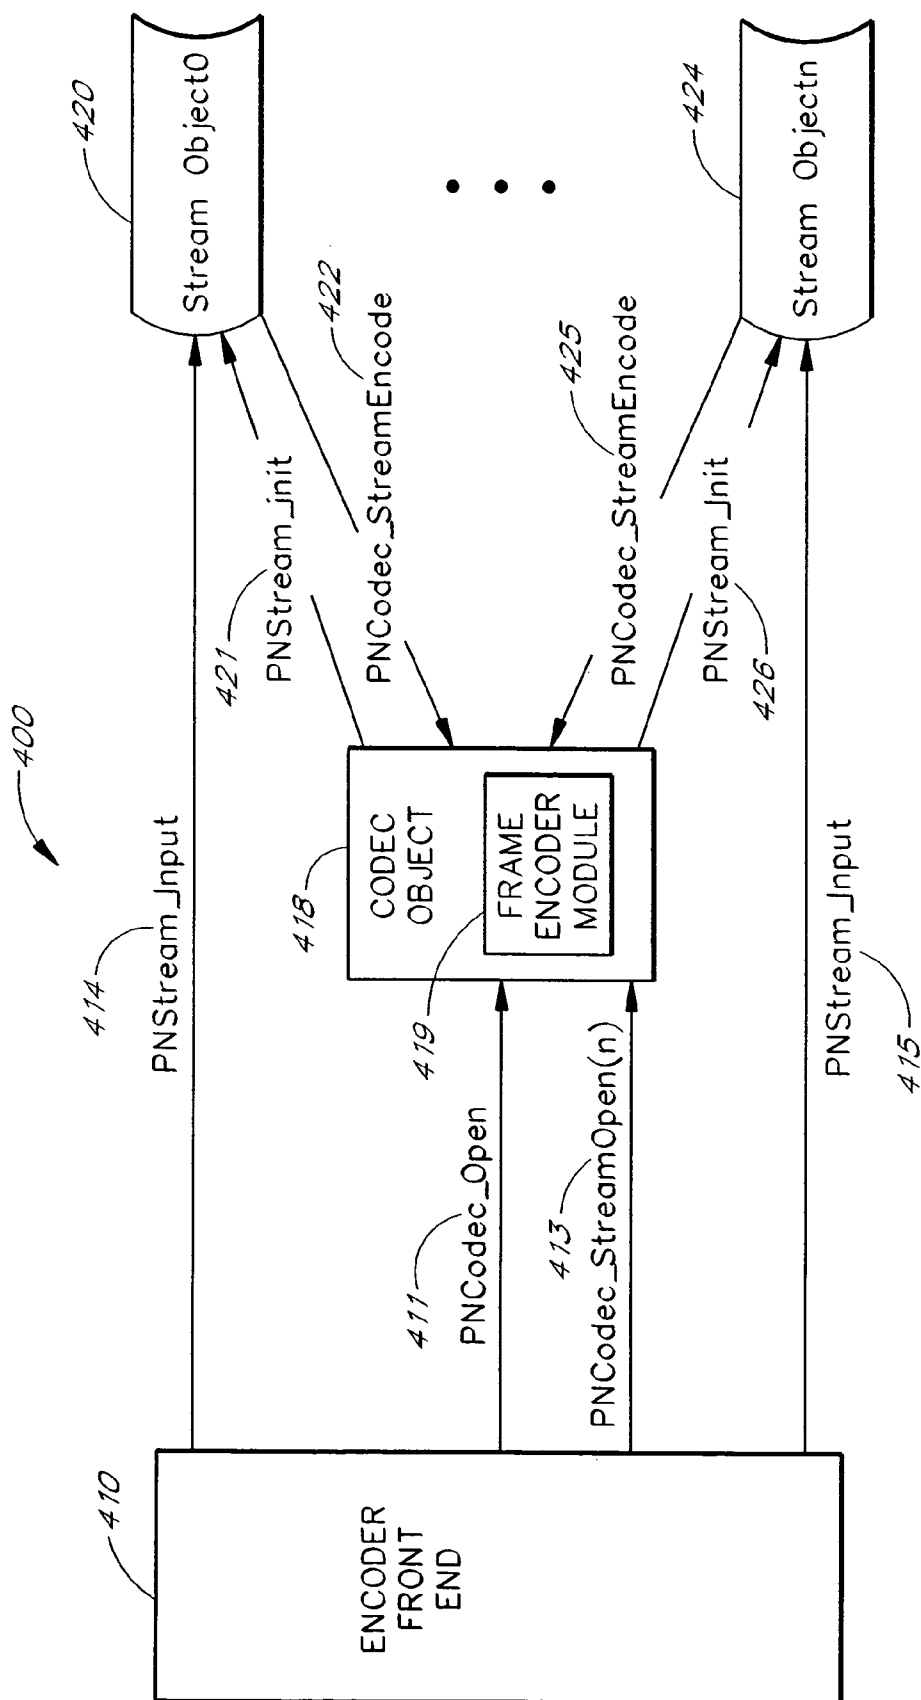 400
410
ENCODER
FRONT
END
414
PNStream_Input
411
PNCodec_Open
413
PNCodec_StreamOpen(n)
PNStream_Input
415
418
CODEC
OBJECT
419
FRAME
ENCODER
MODULE
421
PNStream_init
422
PNCodec_StreamEncode
425
PNCodec_StreamEncode
PNStream_Init
426
420
Stream Object0
424
Stream Objectn